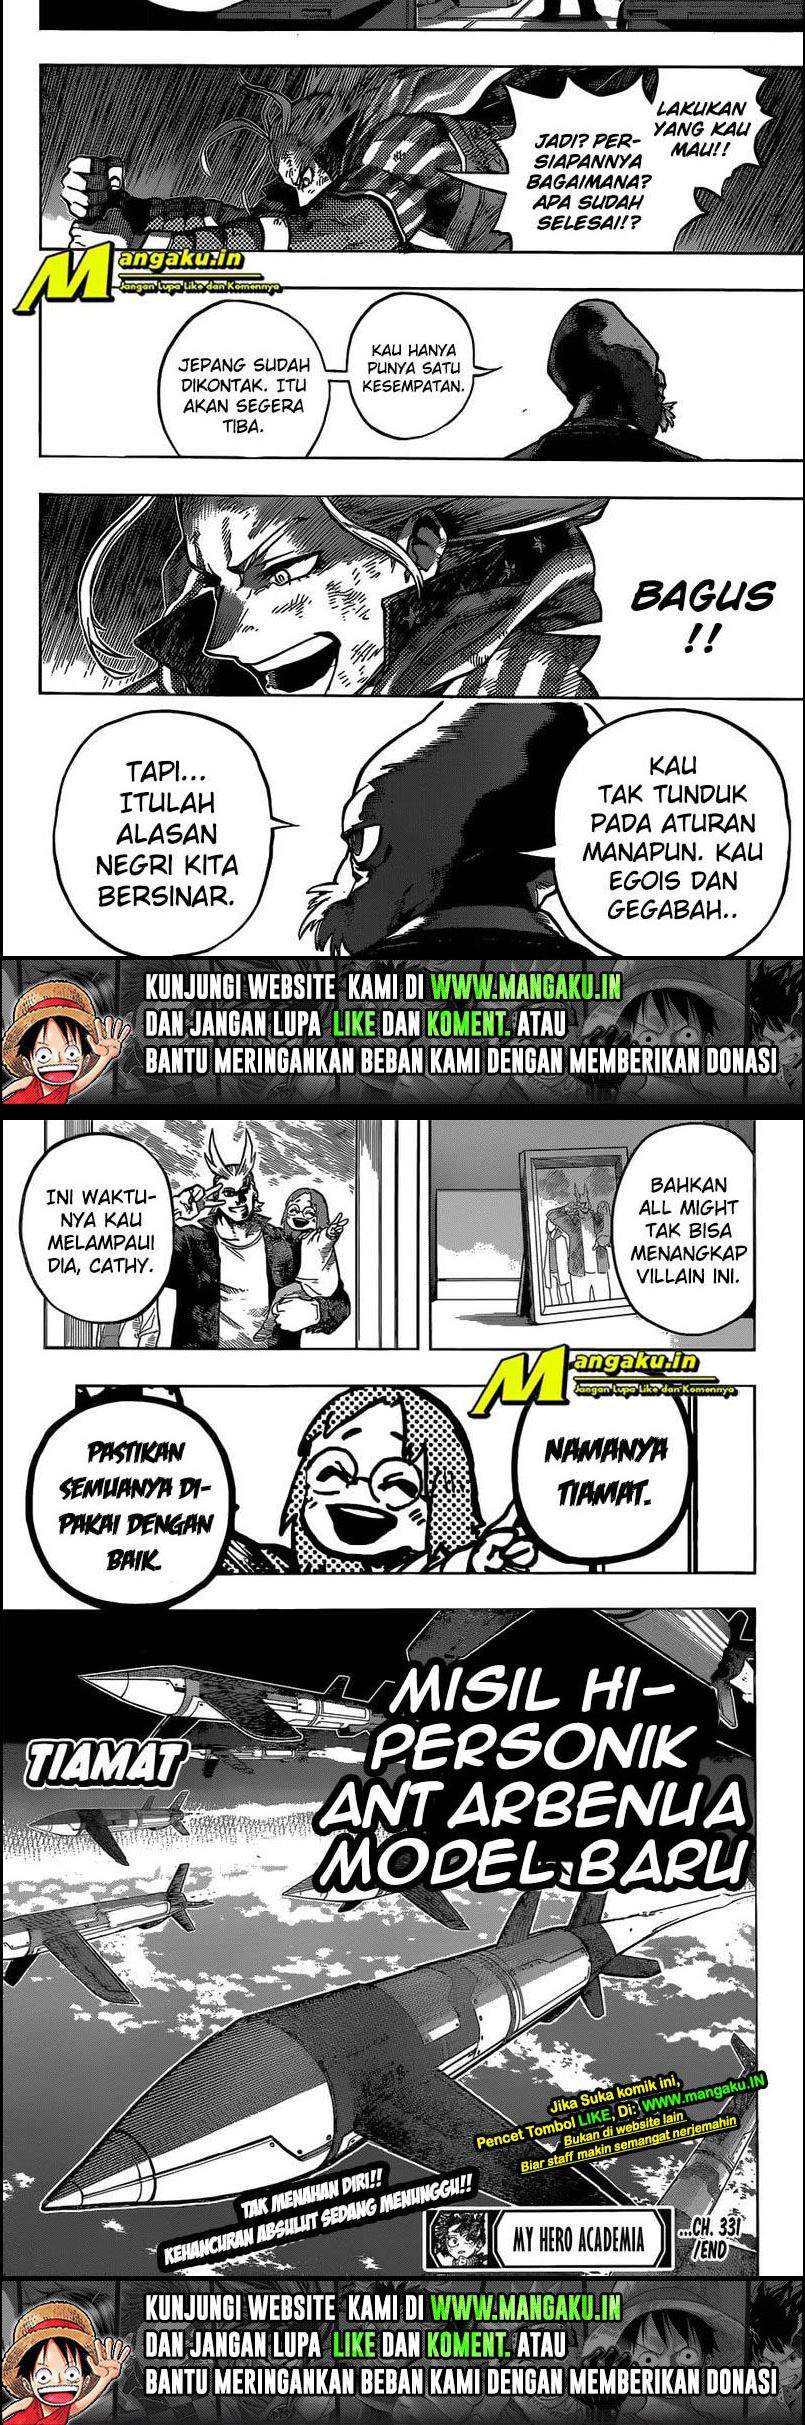 LAKUKAN
YANG KAU
MAU!!
JADI? PER-
SIAPANNYA
BAGAIMANA?
APA SUDAH
SELESAI!?
Mangaku.in
Jangan Lupa Like dan Komennya
KAU HANYA
PUNYA SATU
KESEMPATAN.
JEPANG SUDAH
DIKONTAK. ITU
AKAN SEGERA
TIBA.
BAGUS
!!
KAU
TAK TUNDUK
PADA ATURAN
MANAPUN. KAU
EGOIS DAN
GEGABAH..
TAPI...
ITULAH
ALASAN
NEGRI KITA
BERSINAR.
KUNJUNGI WEBSITE KAMI DI WWW.MANGAKU.IN
DAN JANGAN LUPA LIKE DAN KOMENT. ATAU
BANTU MERINGANKAN BEBAN KAMI DENGAN MEMBERIKAN DONASI
BAHKAN
ALL MIGHT
TAK BISA
MENANGKAP
VILLAIN INI.
INI WAKTU-
NYA KAU
MELAMPAUI
DIA, CATHY.
Mangaku.in
Jangan Lupa Like dan Komennya
NAMANYA
TIAMAT.
PASTIKAN
SEMUANYA DI-
PAKAI DENGAN
BAIK.
MISIL HI-
PERSONIK
ANTARBENUA
MODEL BARU
TIAMAT
Jika Suka komik ini,
Pencet Tombol LIKE, Di: WWW.mangaku.IN
Bukan di website lain
Biar staff makin semangat nerjemahin
TAK MENAHAN DIRI!!
KEHANCURAN ABSOLUT SEDANG MENUNGGU!!
MY HERO ACADEMIA
...CH. 331
/END
KUNJUNGI WEBSITE KAMI DI WWW.MANGAKU.IN
DAN JANGAN LUPA LIKE DAN KOMENT. ATAU
BANTU MERINGANKAN BEBAN KAMI DENGAN MEMBERIKAN DONASI